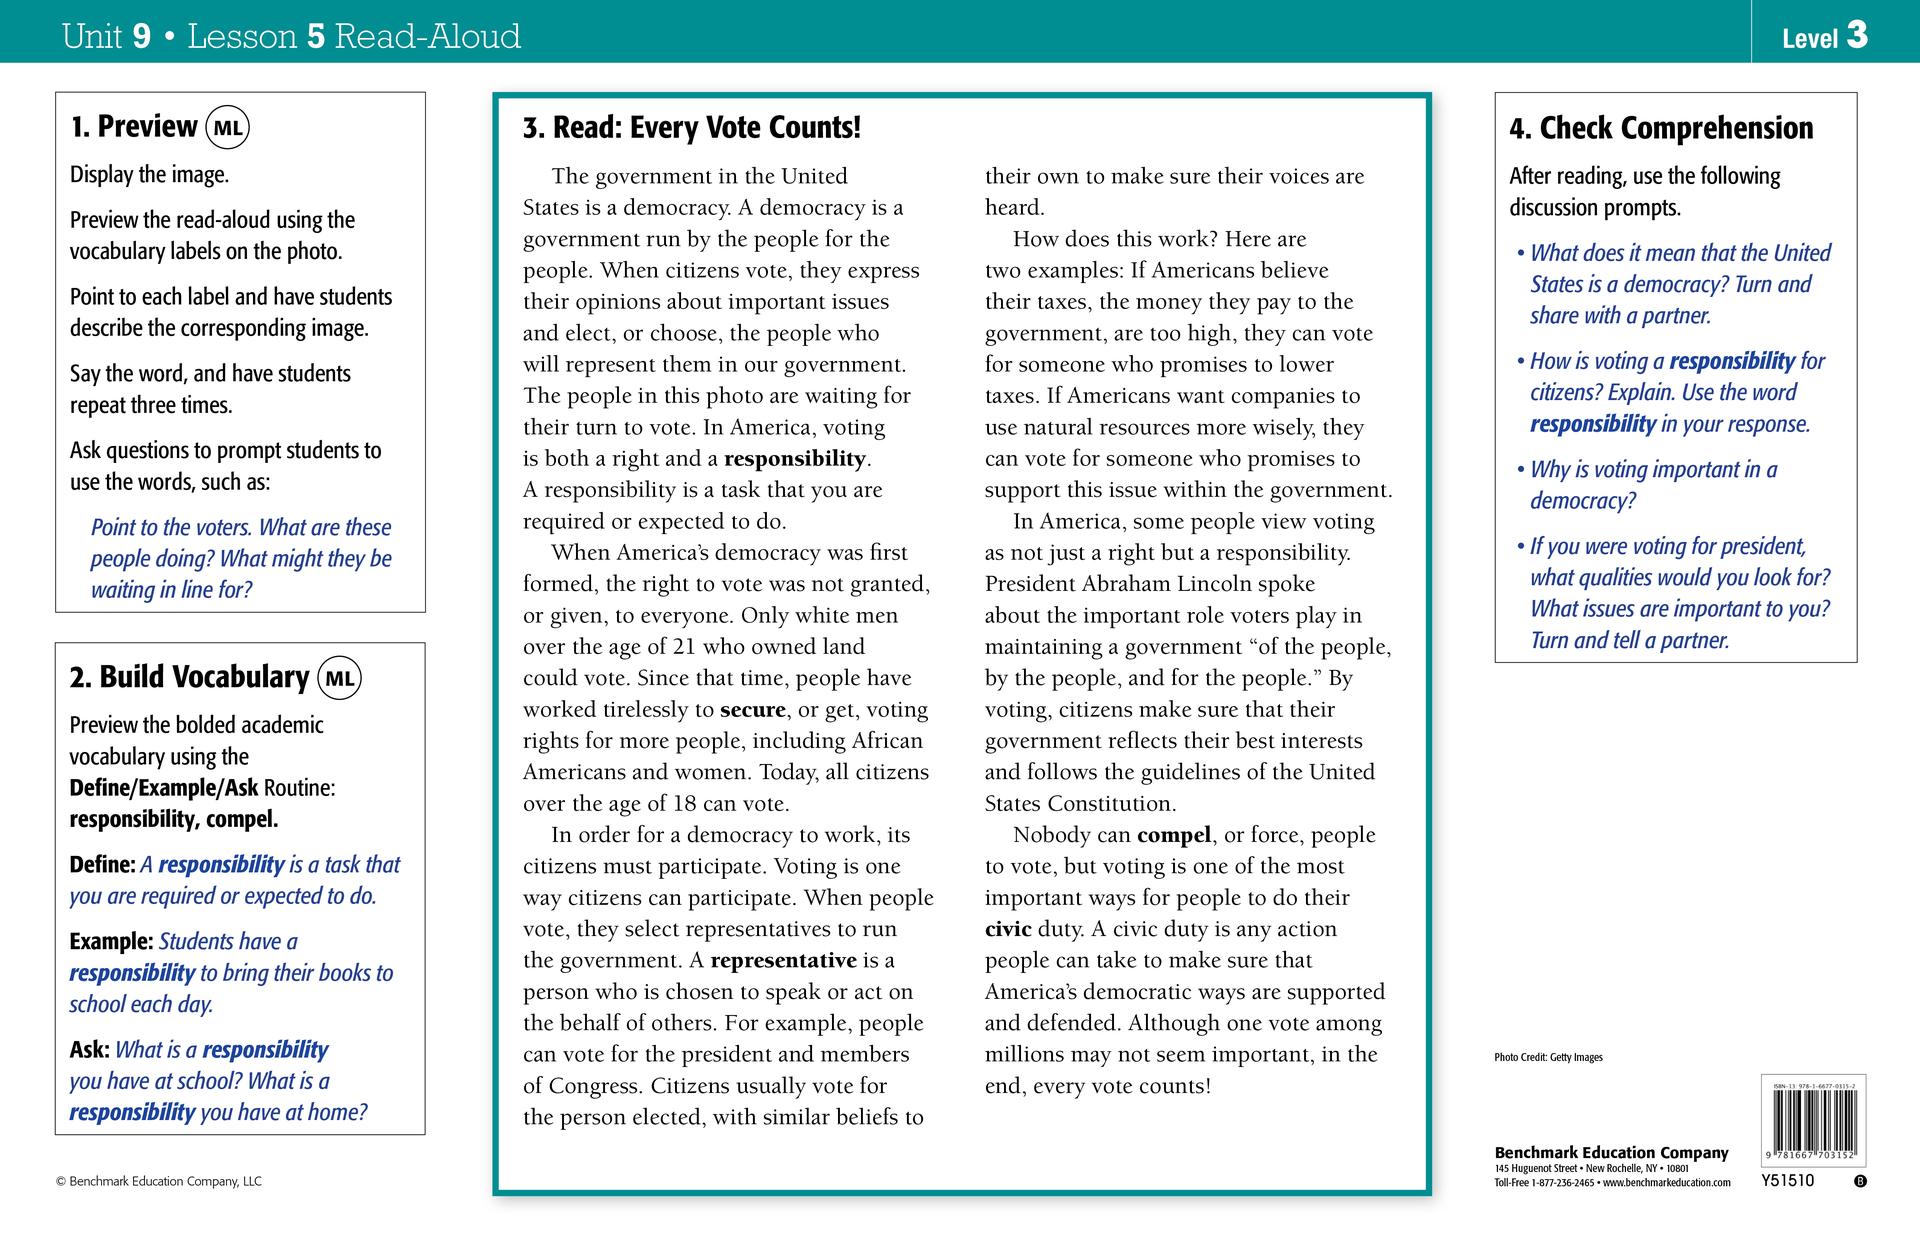 Unit 9 • Lesson 5 Read-Aloud
Level 3
1. Preview ML
Display the image.
Preview the read-aloud using the
vocabulary labels on the photo.
Point to each label and have students
describe the corresponding image.
Say the word, and have students
repeat three times.
Ask questions to prompt students to
use the words, such as:
Point to the voters. What are these
people doing? What might they be
waiting in line for?
2. Build Vocabulary ML
Preview the bolded academic
vocabulary using the
Define/Example/Ask Routine:
responsibility, compel.
Define: A responsibility is a task that
you are required or expected to do.
Example: Students have a
responsibility to bring their books to
school each day.
Ask: What is a responsibility
you have at school? What is a
responsibility you have at home?
© Benchmark Education Company, LLC
3. Read: Every Vote Counts!
The government in the United
States is a democracy. A democracy is a
government run by the people for the
people. When citizens vote, they express
their opinions about important issues
and elect, or choose, the people who
will represent them in our government.
The people in this photo are waiting for
their turn to vote. In America, voting
is both a right and a responsibility.
A responsibility is a task that you are
required or expected to do.
When America’s democracy was first
formed, the right to vote was not granted,
or given, to everyone. Only white men
over the age of 21 who owned land
could vote. Since that time, people have
worked tirelessly to secure, or get, voting
rights for more people, including African
Americans and women. Today, all citizens
over the age of 18 can vote.
In order for a democracy to work, its
citizens must participate. Voting is one
way citizens can participate. When people
vote, they select representatives to run
the government. A representative is a
person who is chosen to speak or act on
the behalf of others. For example, people
can vote for the president and members
of Congress. Citizens usually vote for
the person elected, with similar beliefs to
their own to make sure their voices are
heard.
How does this work? Here are
two examples: If Americans believe
their taxes, the money they pay to the
government, are too high, they can vote
for someone who promises to lower
taxes. If Americans want companies to
use natural resources more wisely, they
can vote for someone who promises to
support this issue within the government.
In America, some people view voting
as not just a right but a responsibility.
President Abraham Lincoln spoke
about the important role voters play in
maintaining a government “of the people,
by the people, and for the people.” By
voting, citizens make sure that their
government reflects their best interests
and follows the guidelines of the United
States Constitution.
Nobody can compel, or force, people
to vote, but voting is one of the most
important ways for people to do their
civic duty. A civic duty is any action
people can take to make sure that
America’s democratic ways are supported
and defended. Although one vote among
millions may not seem important, in the
end, every vote counts!
4. Check Comprehension
After reading, use the following
discussion prompts.
• What does it mean that the United
States is a democracy? Turn and
share with a partner.
• How is voting a responsibility for
citizens? Explain. Use the word
responsibility in your response.
• Why is voting important in a
democracy?
• If you were voting for president,
what qualities would you look for?
What issues are important to you?
Turn and tell a partner.
Photo Credit: Getty Images
Benchmark Education Company
145 Huguenot Street • New Rochelle, NY • 10801
Toll-Free 1-877-236-2465 • www.benchmarkeducation.com
ISBN-13 978-1-6677-0315-2
9 781667 703152
Y51510
B